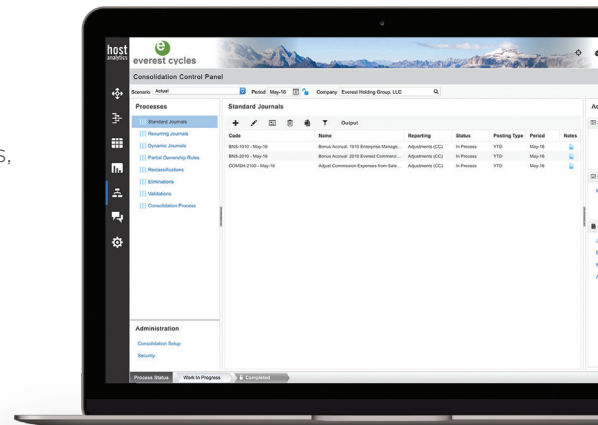 s,
host
analytics
everest cycles
Consolidation Control Panel
Scenario Actual Period May-16 Company Everest Holding Group, LLC
Processes
Standard Journals
Recurring Journals
Dynamic Journals
Partial Ownership Rules
Reclassifications
Eliminations
Validations
Consolidation Process
Administration
Consolidation Setup
Security
Standard Journals
Output
Code Name Reporting Status Posting Type Period Notes
BNS-1010 - May-16 Bonus Accrual: 1010 Enterprise Manage... Adjustments (CC) In Process YTD May-16
BNS-2010 - May-16 Bonus Accrual: 2010 Everest Commerci... Adjustments (CC) In Process YTD May-16
COMSH-2100 - May-16 Adjust Commission Expenses from Sale... Adjustments (CC) In Process YTD May-16
Process Status Work In Progress Completed